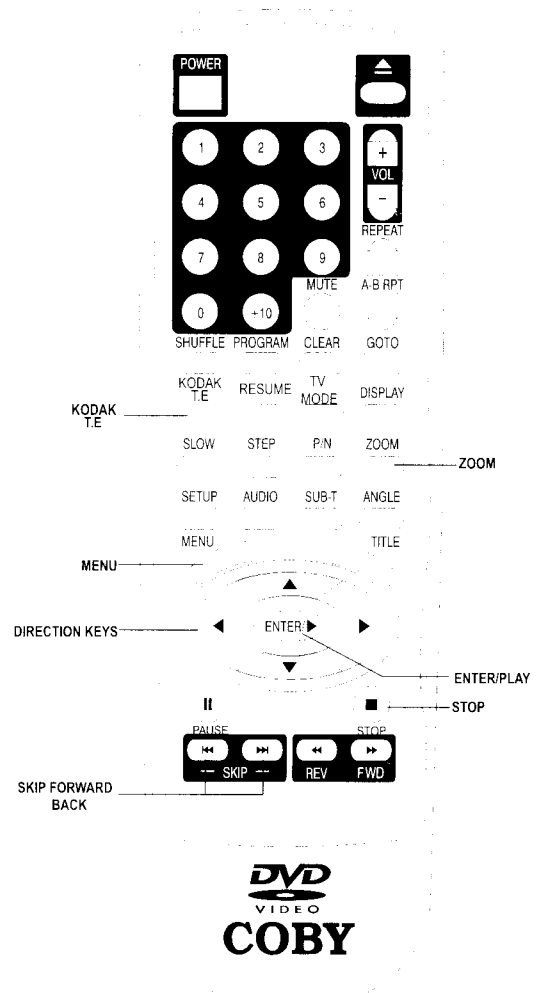 POWER
1 2 3
+
VOL
−
4 5 6
REPEAT
7 8 9
MUTE A-B RPT
0 +10
SHUFFLE PROGRAM CLEAR GOTO
KODAK T.E RESUME TV MODE DISPLAY
KODAK
T.E
SLOW STEP P/N ZOOM
ZOOM
SETUP AUDIO SUB-T ANGLE
MENU TITLE
MENU
DIRECTION KEYS
ENTER
ENTER/PLAY
STOP
PAUSE STOP
SKIP REV FWD
SKIP FORWARD
BACK
DVD
VIDEO
COBY